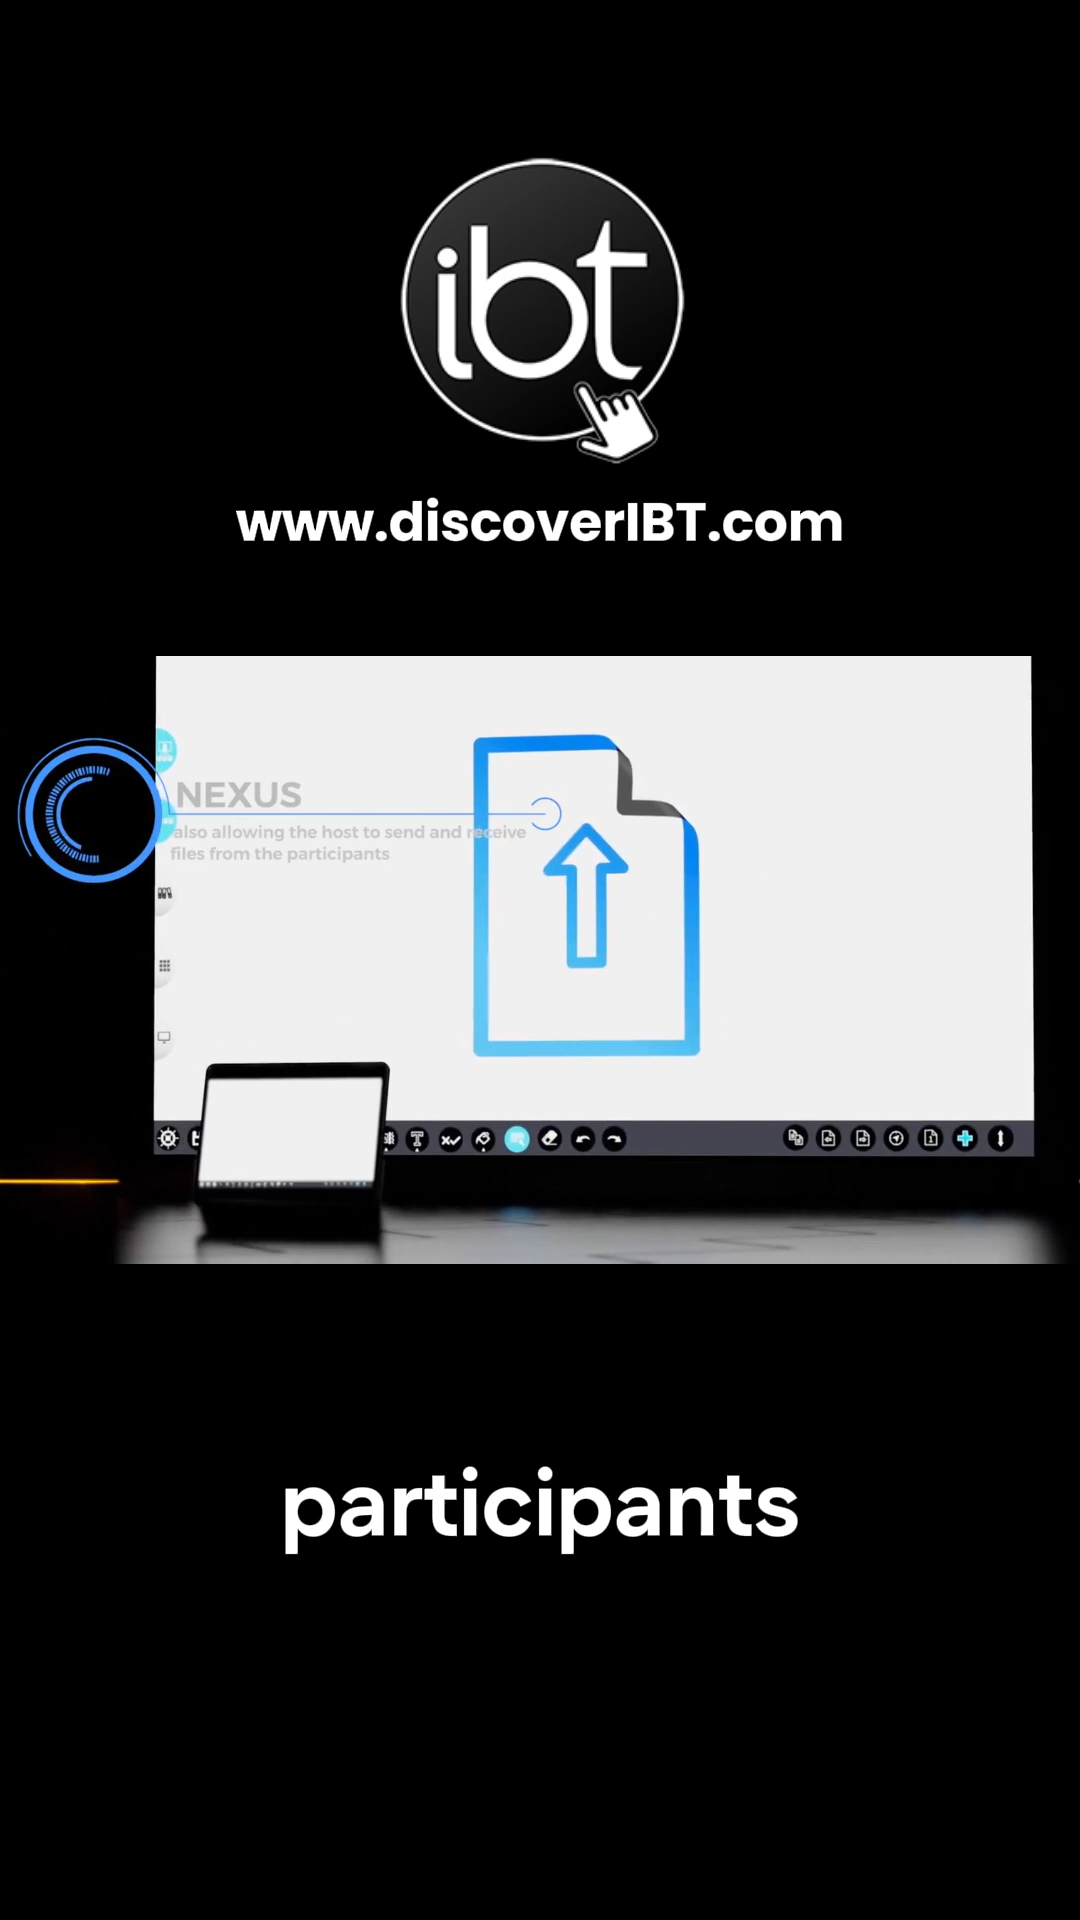 ibt
www.discoverIBT.com
NEXUS
also allowing the host to send and receive
files from the participants
participants